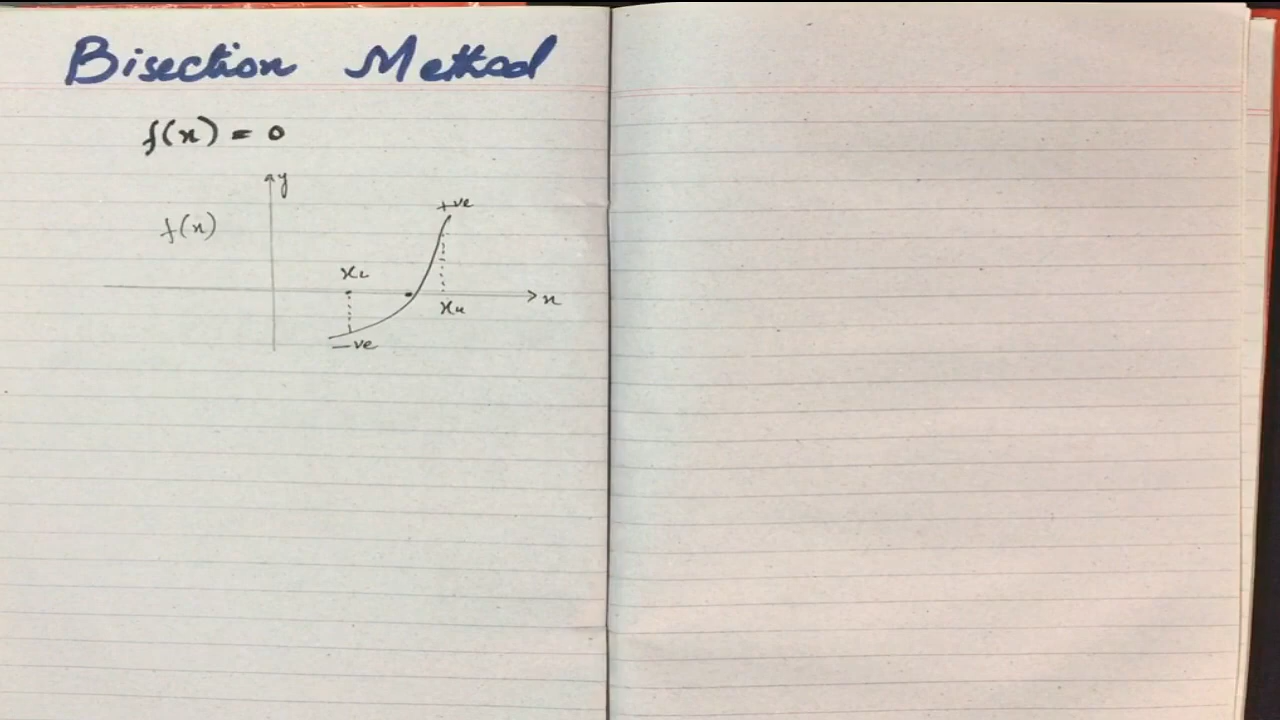 Bisection Method
f(x) = 0
y
+ve
f(x)
xL
x
xu
-ve